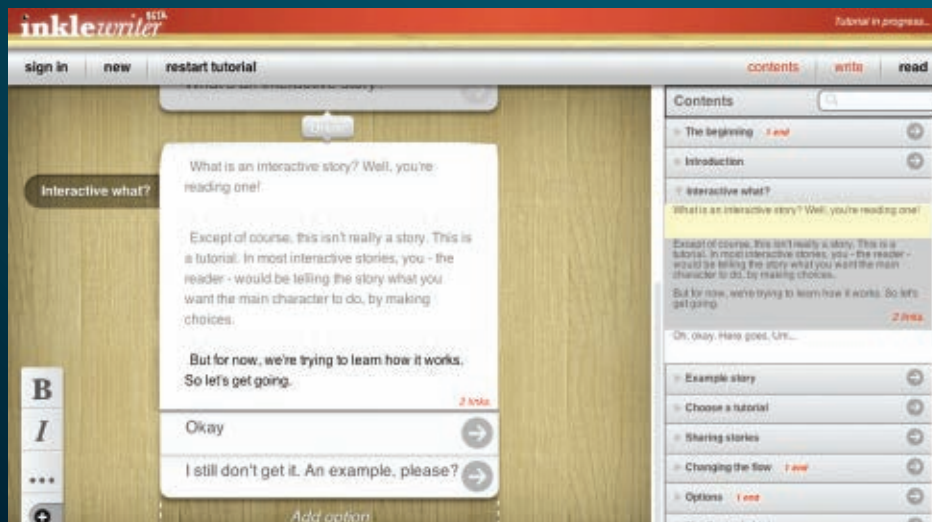 inklewriter BETA
Tutorial in progress...
sign in new restart tutorial
contents write read
What's an interactive story?
Interactive what?
What is an interactive story? Well, you're
reading one!
Except of course, this isn't really a story. This is
a tutorial. In most interactive stories, you - the
reader - would be telling the story what you
want the main character to do, by making
choices.
But for now, we're trying to learn how it works.
So let's get going.
2 links
Okay
I still don't get it. An example, please?
Add option
B
I
...
Contents
The beginning 1 end
Introduction
Interactive what?
What is an interactive story? Well, you're reading one!
Except of course, this isn't really a story. This is a
tutorial. In most interactive stories, you - the reader -
would be telling the story what you want the main
character to do, by making choices.
But for now, we're trying to learn how it works. So let's
get going.
2 links
Oh, okay. Here goes. Um...
Example story
Choose a tutorial
Sharing stories
Changing the flow 1 end
Options 1 end